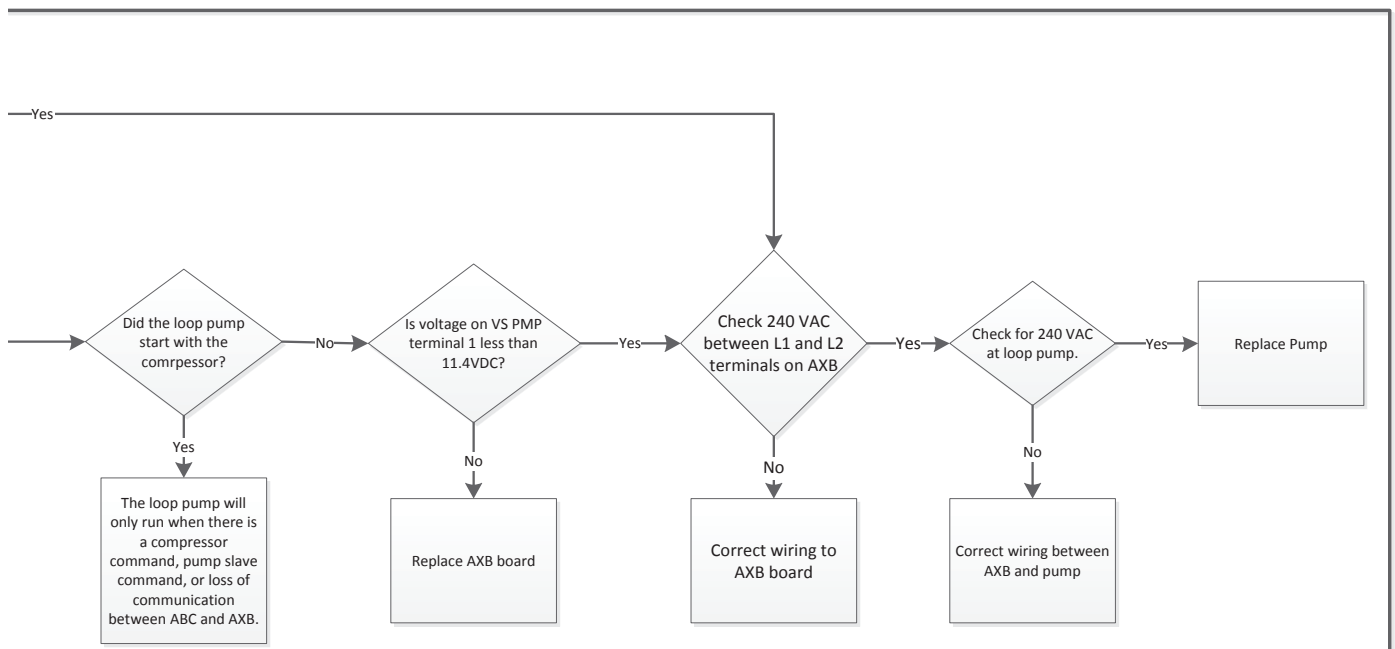 Yes
Did the loop pump
start with the
comrpessor?
No
Is voltage on VS PMP
terminal 1 less than
11.4VDC?
Yes
Check 240 VAC
between L1 and L2
terminals on AXB
Yes
Check for 240 VAC
at loop pump.
Yes
Replace Pump
Yes
No
No
No
The loop pump will
only run when there is
a compressor
command, pump slave
command, or loss of
communication
between ABC and AXB.
Replace AXB board
Correct wiring to
AXB board
Correct wiring between
AXB and pump